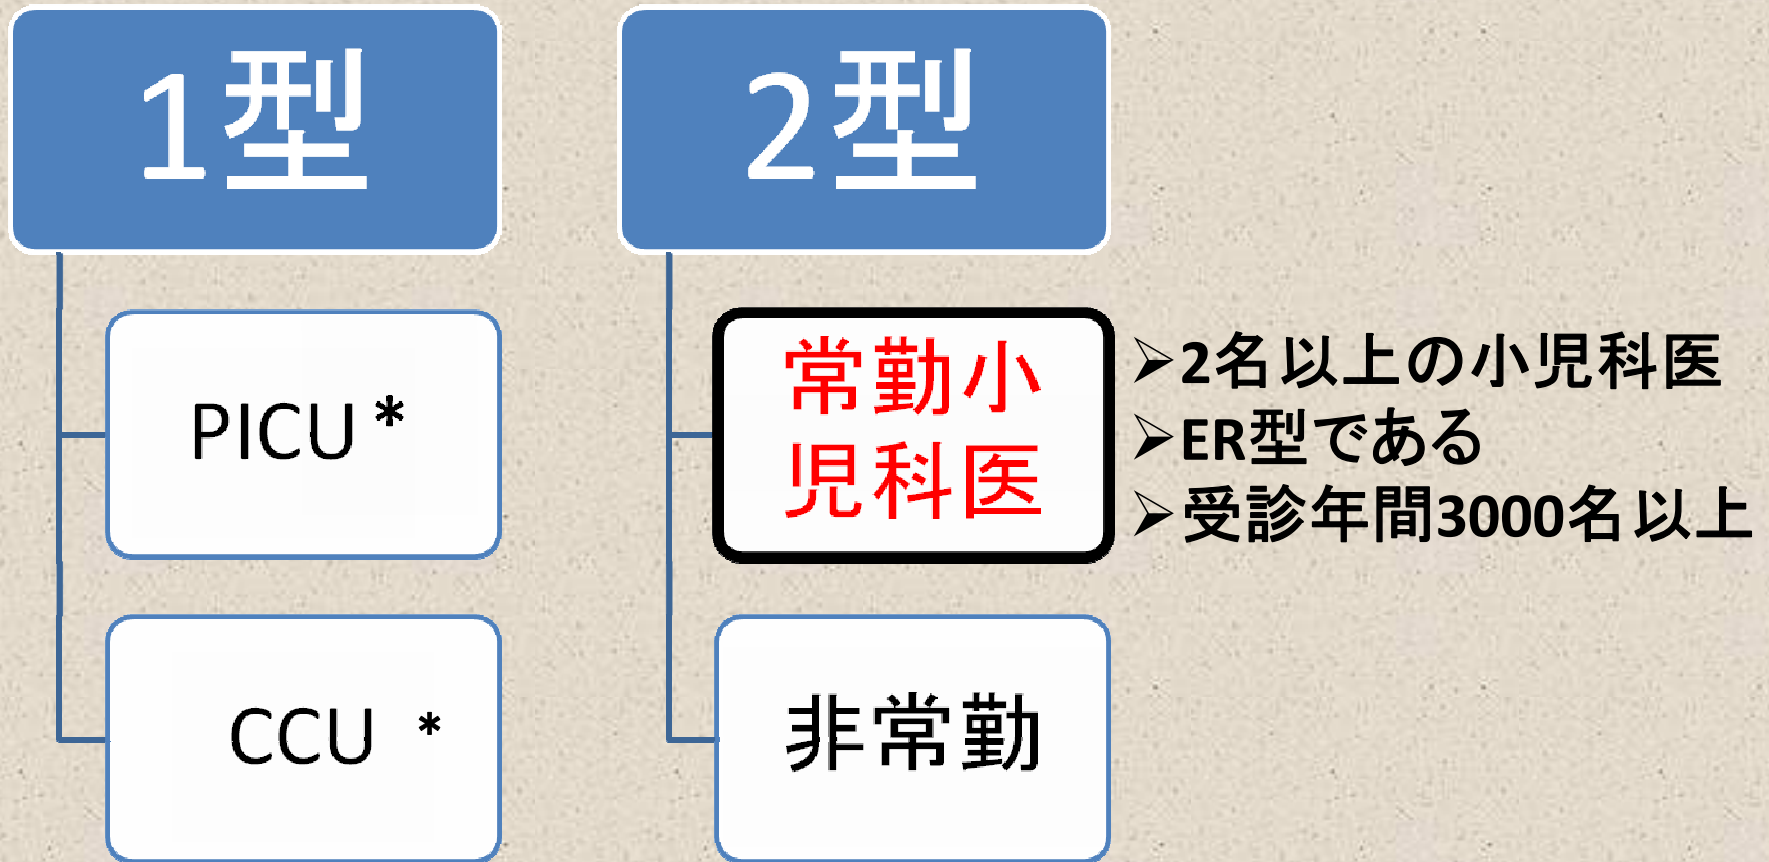 1型
PICU *
CCU *
2型
常勤小
児科医
➢2名以上の小児科医
➢ER型である
➢受診年間3000名以上
非常勤